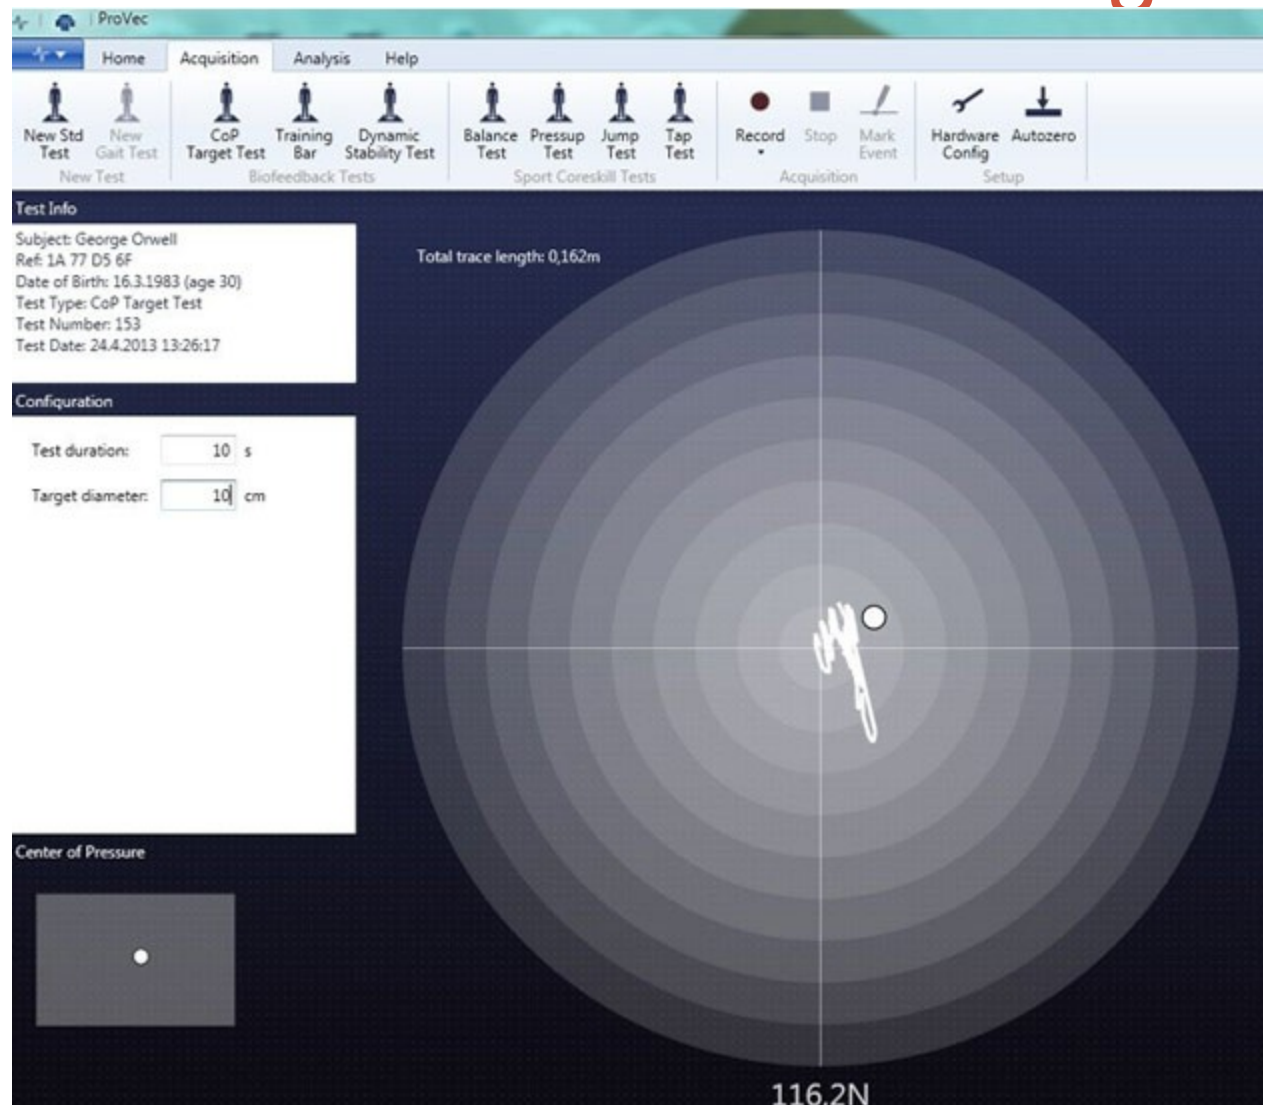 ProVec
Home Acquisition Analysis Help
New Std Test
New Gait Test
CoP Target Test
Training Bar
Dynamic Stability Test
Balance Test
Pressup Test
Jump Test
Tap Test
Record
Stop
Mark Event
Hardware Config
Autozero
New Test
Biofeedback Tests
Sport Coreskill Tests
Acquisition
Setup
Test Info
Subject: George Orwell
Ref: 1A 77 D5 6F
Date of Birth: 16.3.1983 (age 30)
Test Type: CoP Target Test
Test Number: 153
Test Date: 24.4.2013 13:26:17
Configuration
Test duration: 10 s
Target diameter: 10 cm
Center of Pressure
Total trace length: 0,162m
116.2N